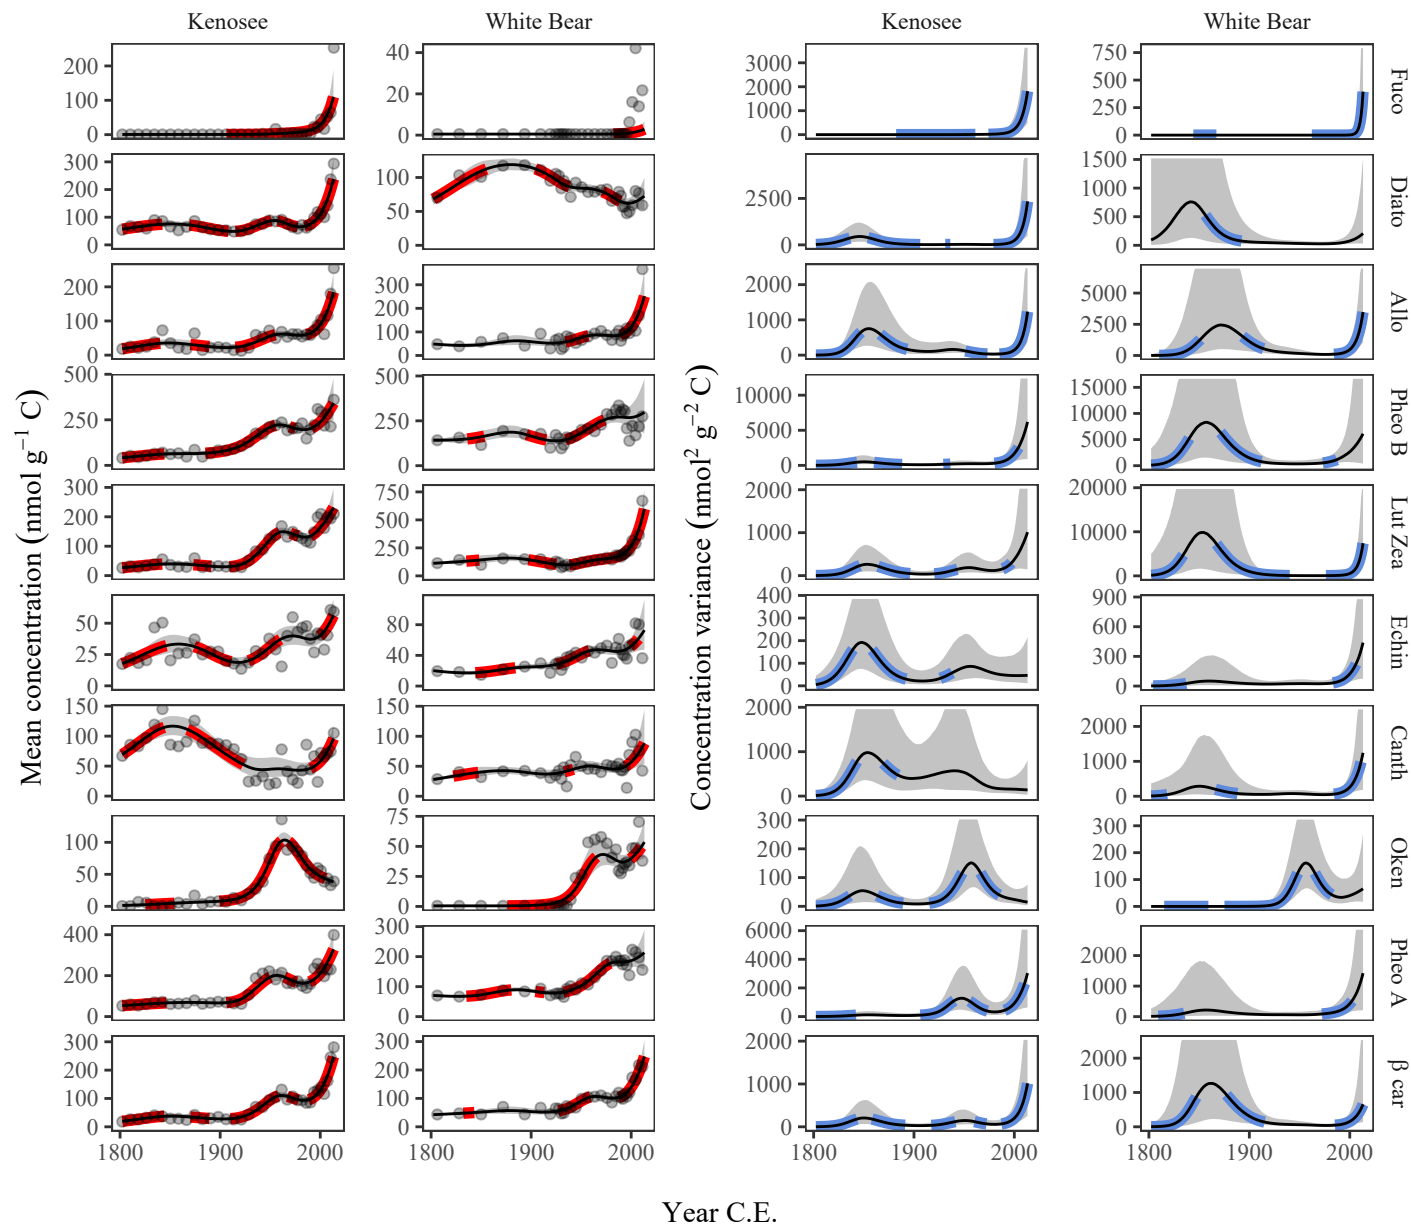 Kenosee White Bear Kenosee White Bear
Mean concentration (nmol g⁻¹ C)
Concentration variance (nmol² g⁻² C)
200 100 0
40 20 0
3000 2000 1000 0
750 500 250 0
Fuco
300 200 100 0
100 50 0
2500 0
1500 1000 500 0
Diato
200 100 0
400 300 200 100 0
2000 1000 0
5000 2500 0
Allo
500 250 0
500 250 0
10000 5000 0
15000 10000 5000 0
Pheo B
300 200 100 0
750 500 250 0
2000 1000 0
20000 10000 0
Lut Zea
50 25 0
80 40 0
400 300 200 100 0
900 600 300 0
Echin
150 100 50 0
150 100 50 0
2000 1000 0
2000 1000 0
Canth
100 50 0
75 50 25 0
300 200 100 0
300 200 100 0
Oken
400 200 0
300 200 100 0
6000 4000 2000 0
2000 1000 0
Pheo A
300 200 100 0
300 200 100 0
2000 1000 0
2000 1000 0
β car
1800 1900 2000 1800 1900 2000 1800 1900 2000 1800 1900 2000
Year C.E.